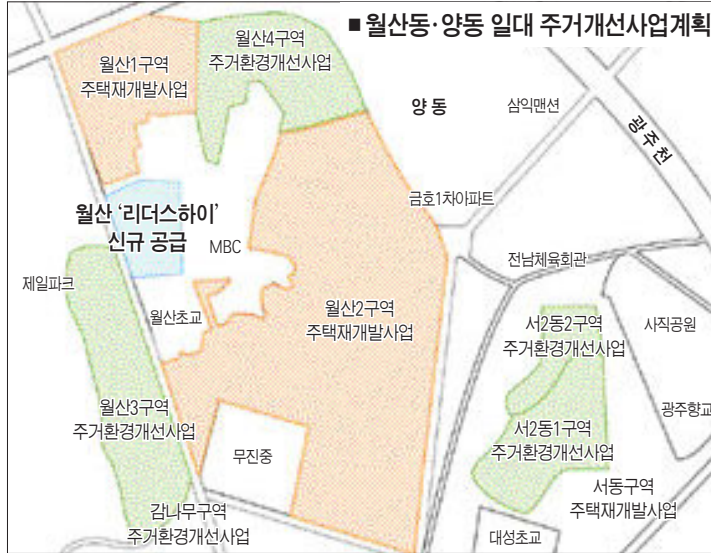 ■ 월산동·양동 일대 주거개선사업계획
월산4구역
주거환경개선사업
월산1구역
주택재개발사업
양동
삼익맨션
광주천
월산 ‘리더스하이’
신규 공급
금호1차아파트
MBC
전남체육회관
제일파크
월산초교
월산2구역
주택재개발사업
서2동2구역
주거환경개선사업
사직공원
월산3구역
주거환경개선사업
광주향교
서2동1구역
주거환경개선사업
무진중
서동구역
주택재개발사업
감나무구역
주거환경개선사업
대성초교